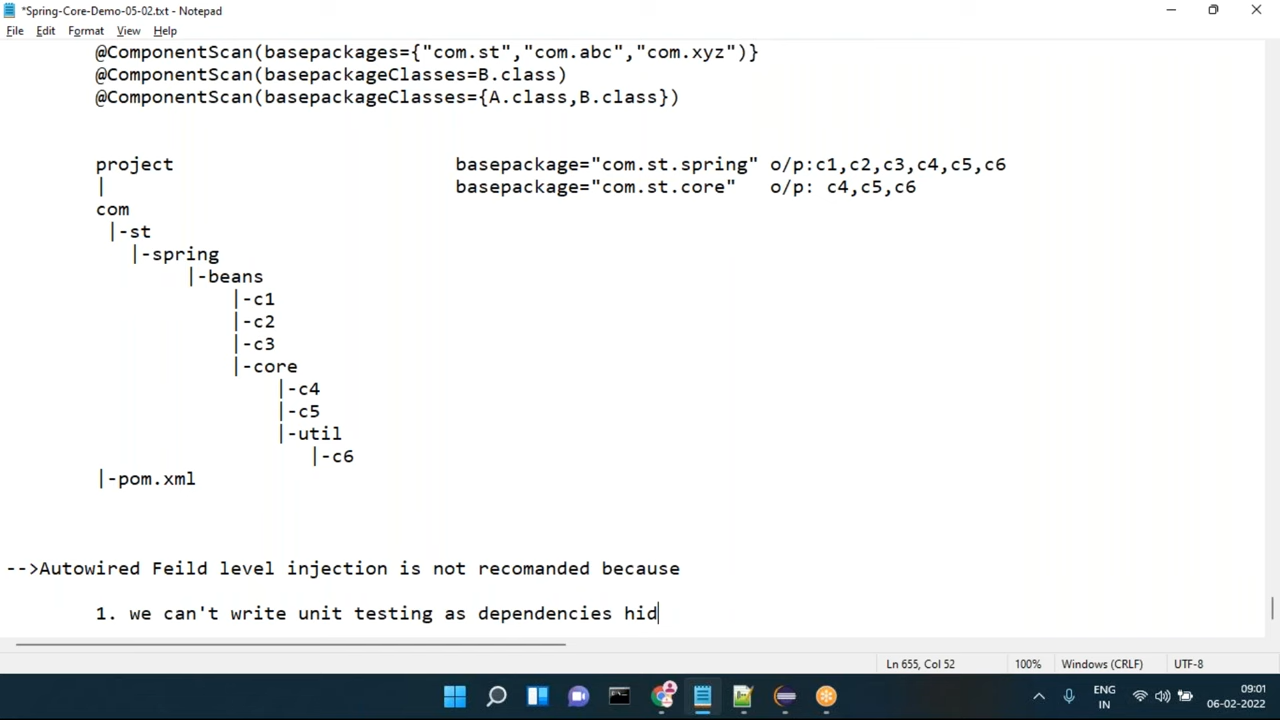 *Spring-Core-Demo-05-02.txt - Notepad
File Edit Format View Help
@ComponentScan(basepackages={"com.st","com.abc","com.xyz")}
@ComponentScan(basepackageClasses=B.class)
@ComponentScan(basepackageClasses={A.class,B.class})
project basepackage="com.st.spring" o/p:c1,c2,c3,c4,c5,c6
| basepackage="com.st.core" o/p: c4,c5,c6
com
|-st
|-spring
|-beans
|-c1
|-c2
|-c3
|-core
|-c4
|-c5
|-util
|-c6
|-pom.xml
-->Autowired Feild level injection is not recomanded because
1. we can't write unit testing as dependencies hid
Ln 655, Col 52 100% Windows (CRLF) UTF-8
ENG 09:01
IN 06-02-2022